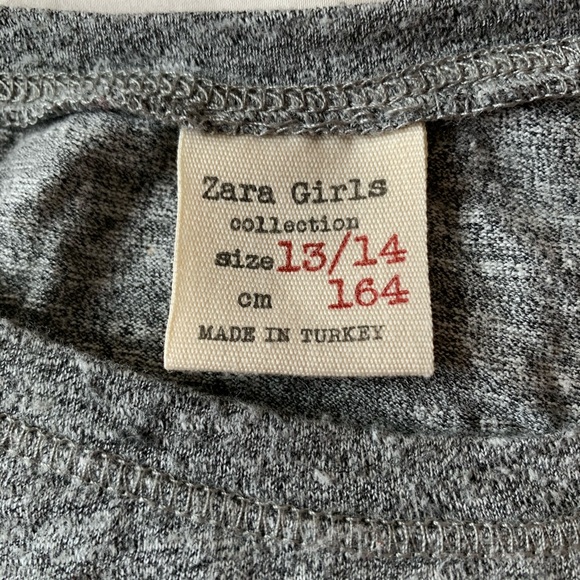 Zara Girls
collection
size 13/14
cm 164
MADE IN TURKEY